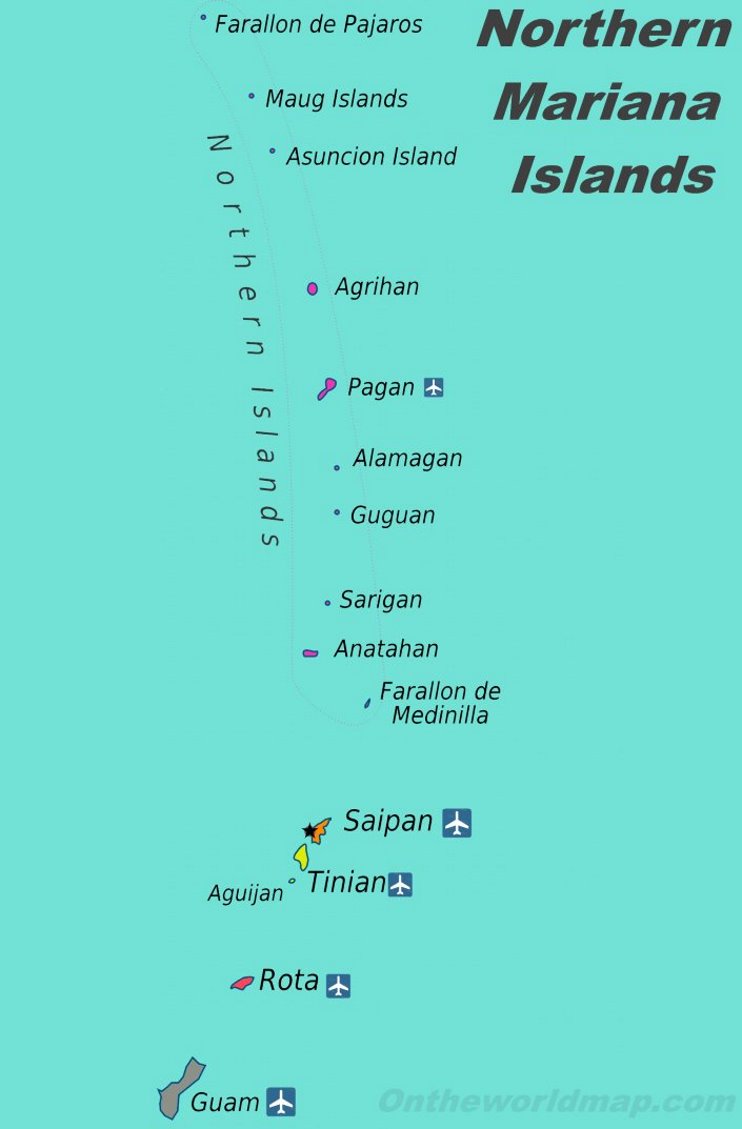 Northern
Mariana
Islands
Farallon de Pajaros
Maug Islands
Asuncion Island
Northern Islands
Agrihan
Pagan
Alamagan
Guguan
Sarigan
Anatahan
Farallon de
Medinilla
Saipan
Tinian
Aguijan
Rota
Guam
Ontheworldmap.com